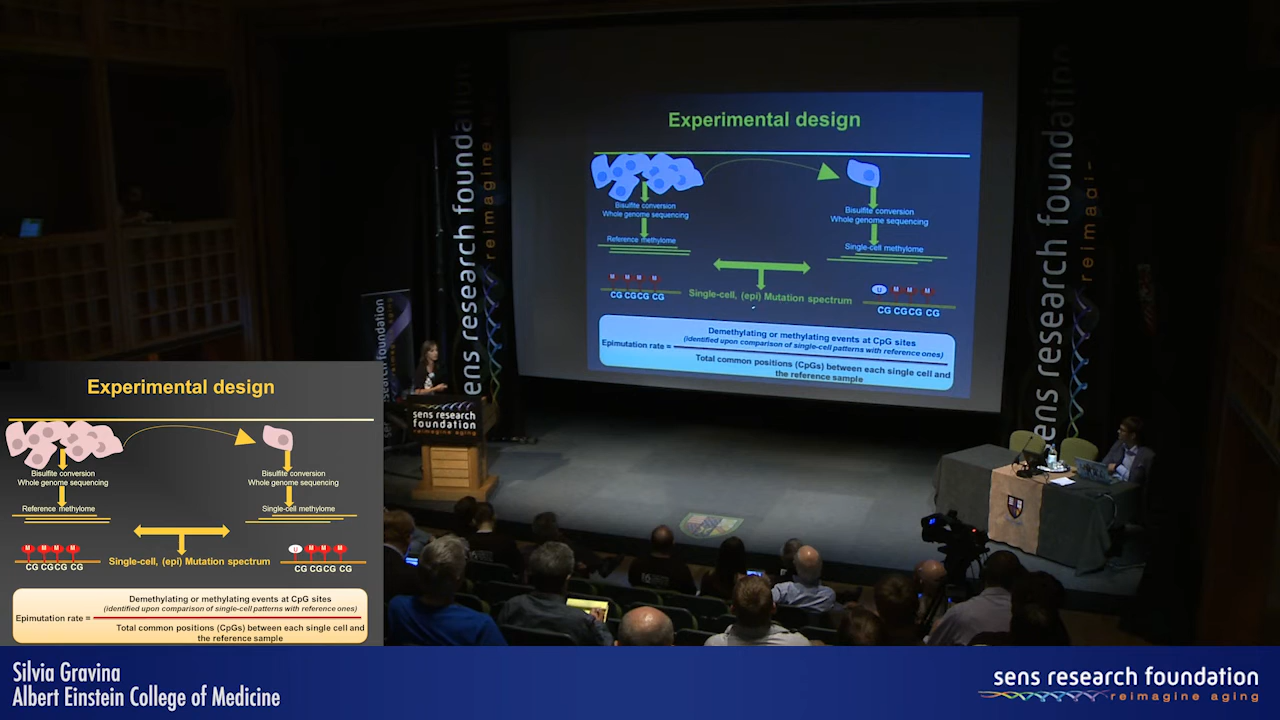 Experimental design
Bisulfite conversion
Whole genome sequencing
Bisulfite conversion
Whole genome sequencing
Reference methylome
Single-cell methylome
M M M M
U M M M
Single-cell, (epi) Mutation spectrum
CG CGCG CG
CG CGCG CG
Demethylating or methylating events at CpG sites
(identified upon comparison of single-cell patterns with reference ones)
Epimutation rate =
Total common positions (CpGs) between each single cell and
the reference sample
sens research foundation
reimagine
sens research foundation
reimagin
sens research
foundation
reimagine aging
Experimental design
Bisulfite conversion
Whole genome sequencing
Bisulfite conversion
Whole genome sequencing
Reference methylome
Single-cell methylome
M M M M
U M M M
Single-cell, (epi) Mutation spectrum
CG CGCG CG
CG CGCG CG
Demethylating or methylating events at CpG sites
(identified upon comparison of single-cell patterns with reference ones)
Epimutation rate =
Total common positions (CpGs) between each single cell and
the reference sample
Silvia Gravina
Albert Einstein College of Medicine
sens research foundation
reimagine aging